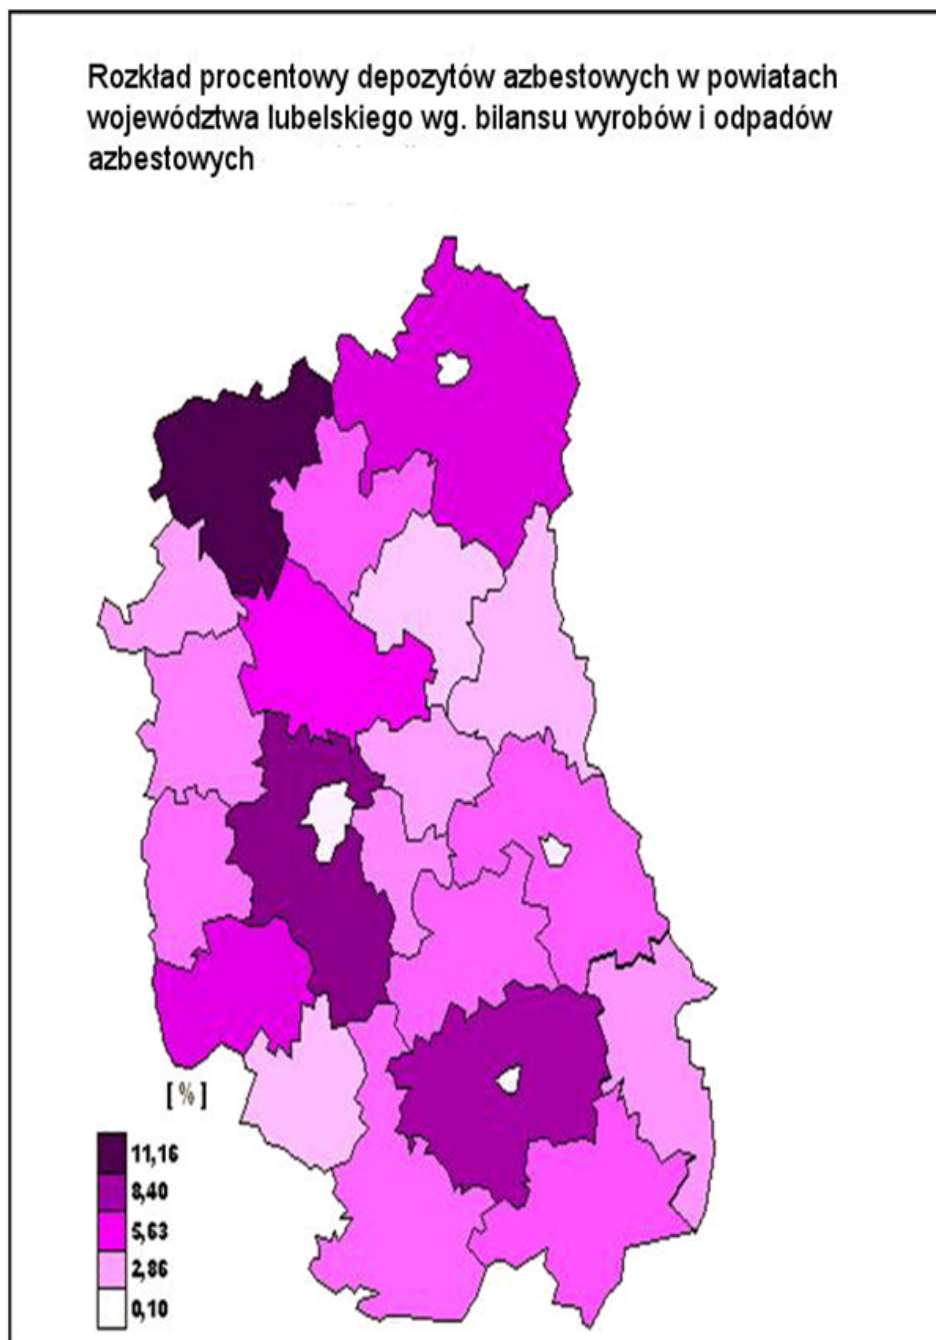 Rozkład procentowy depozytów azbestowych w powiatach
województwa lubelskiego wg. bilansu wyrobów i odpadów
azbestowych
[ % ]
11,16
8,40
5,63
2,86
0,10